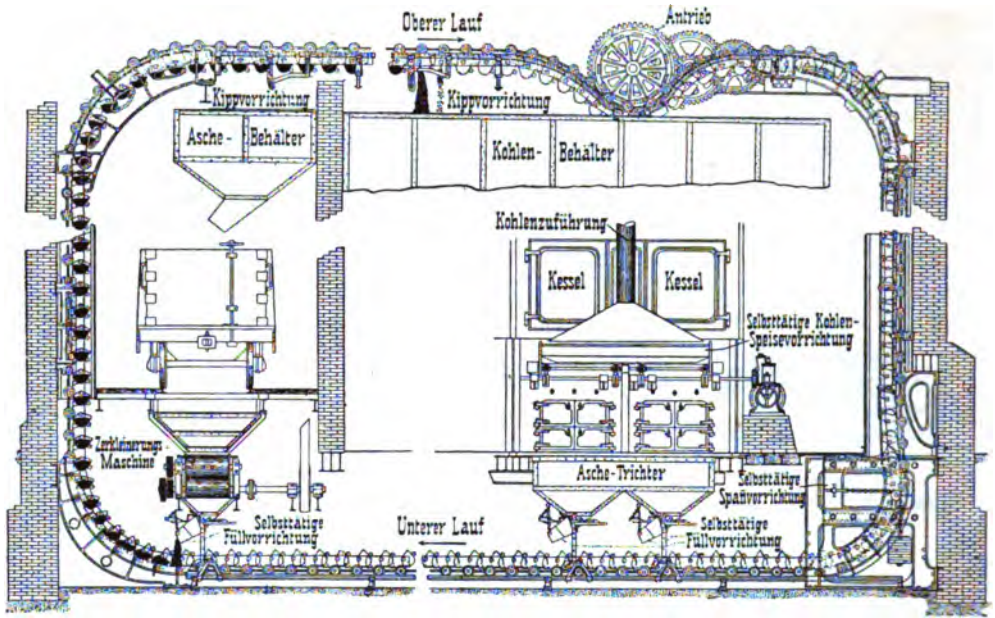 Oberer Lauf
Antrieb
Kippvorrichtung
Kippvorrichtung
Asche-Behälter
Kohlen-Behälter
Kohlenzuführung
Kessel
Kessel
Selbsttätige Kohlen-
Speisevorrichtung
Zerkleinerungs-
Maschine
Asche-Trichter
Selbsttätige
Spaßvorrichtung
Selbsttätige
Füllvorrichtung
Unterer Lauf
Selbsttätige
Füllvorrichtung